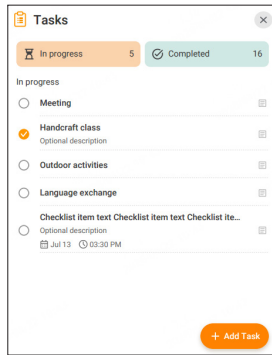 Tasks
In progress 5
Completed 16
In progress
Meeting
Handcraft class
Optional description
Outdoor activities
Language exchange
Checklist item text Checklist item text Checklist ite...
Optional description
Jul 13 03:30 PM
+ Add Task